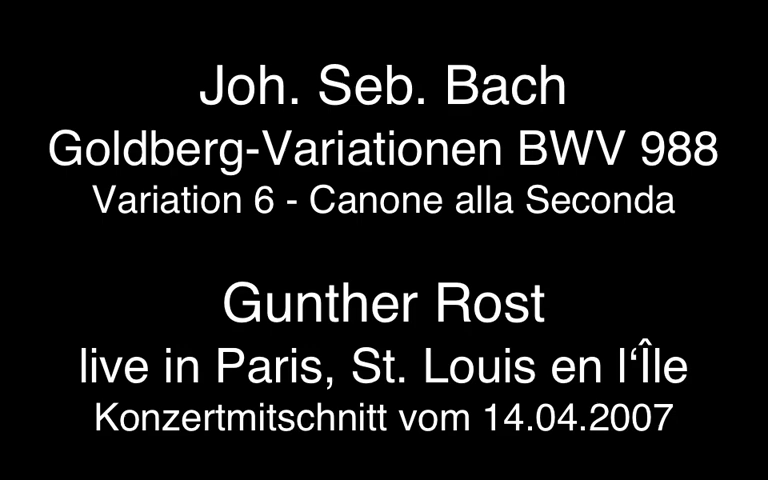 Joh. Seb. Bach
Goldberg-Variationen BWV 988
Variation 6 - Canone alla Seconda
Gunther Rost
live in Paris, St. Louis en l‘Île
Konzertmitschnitt vom 14.04.2007